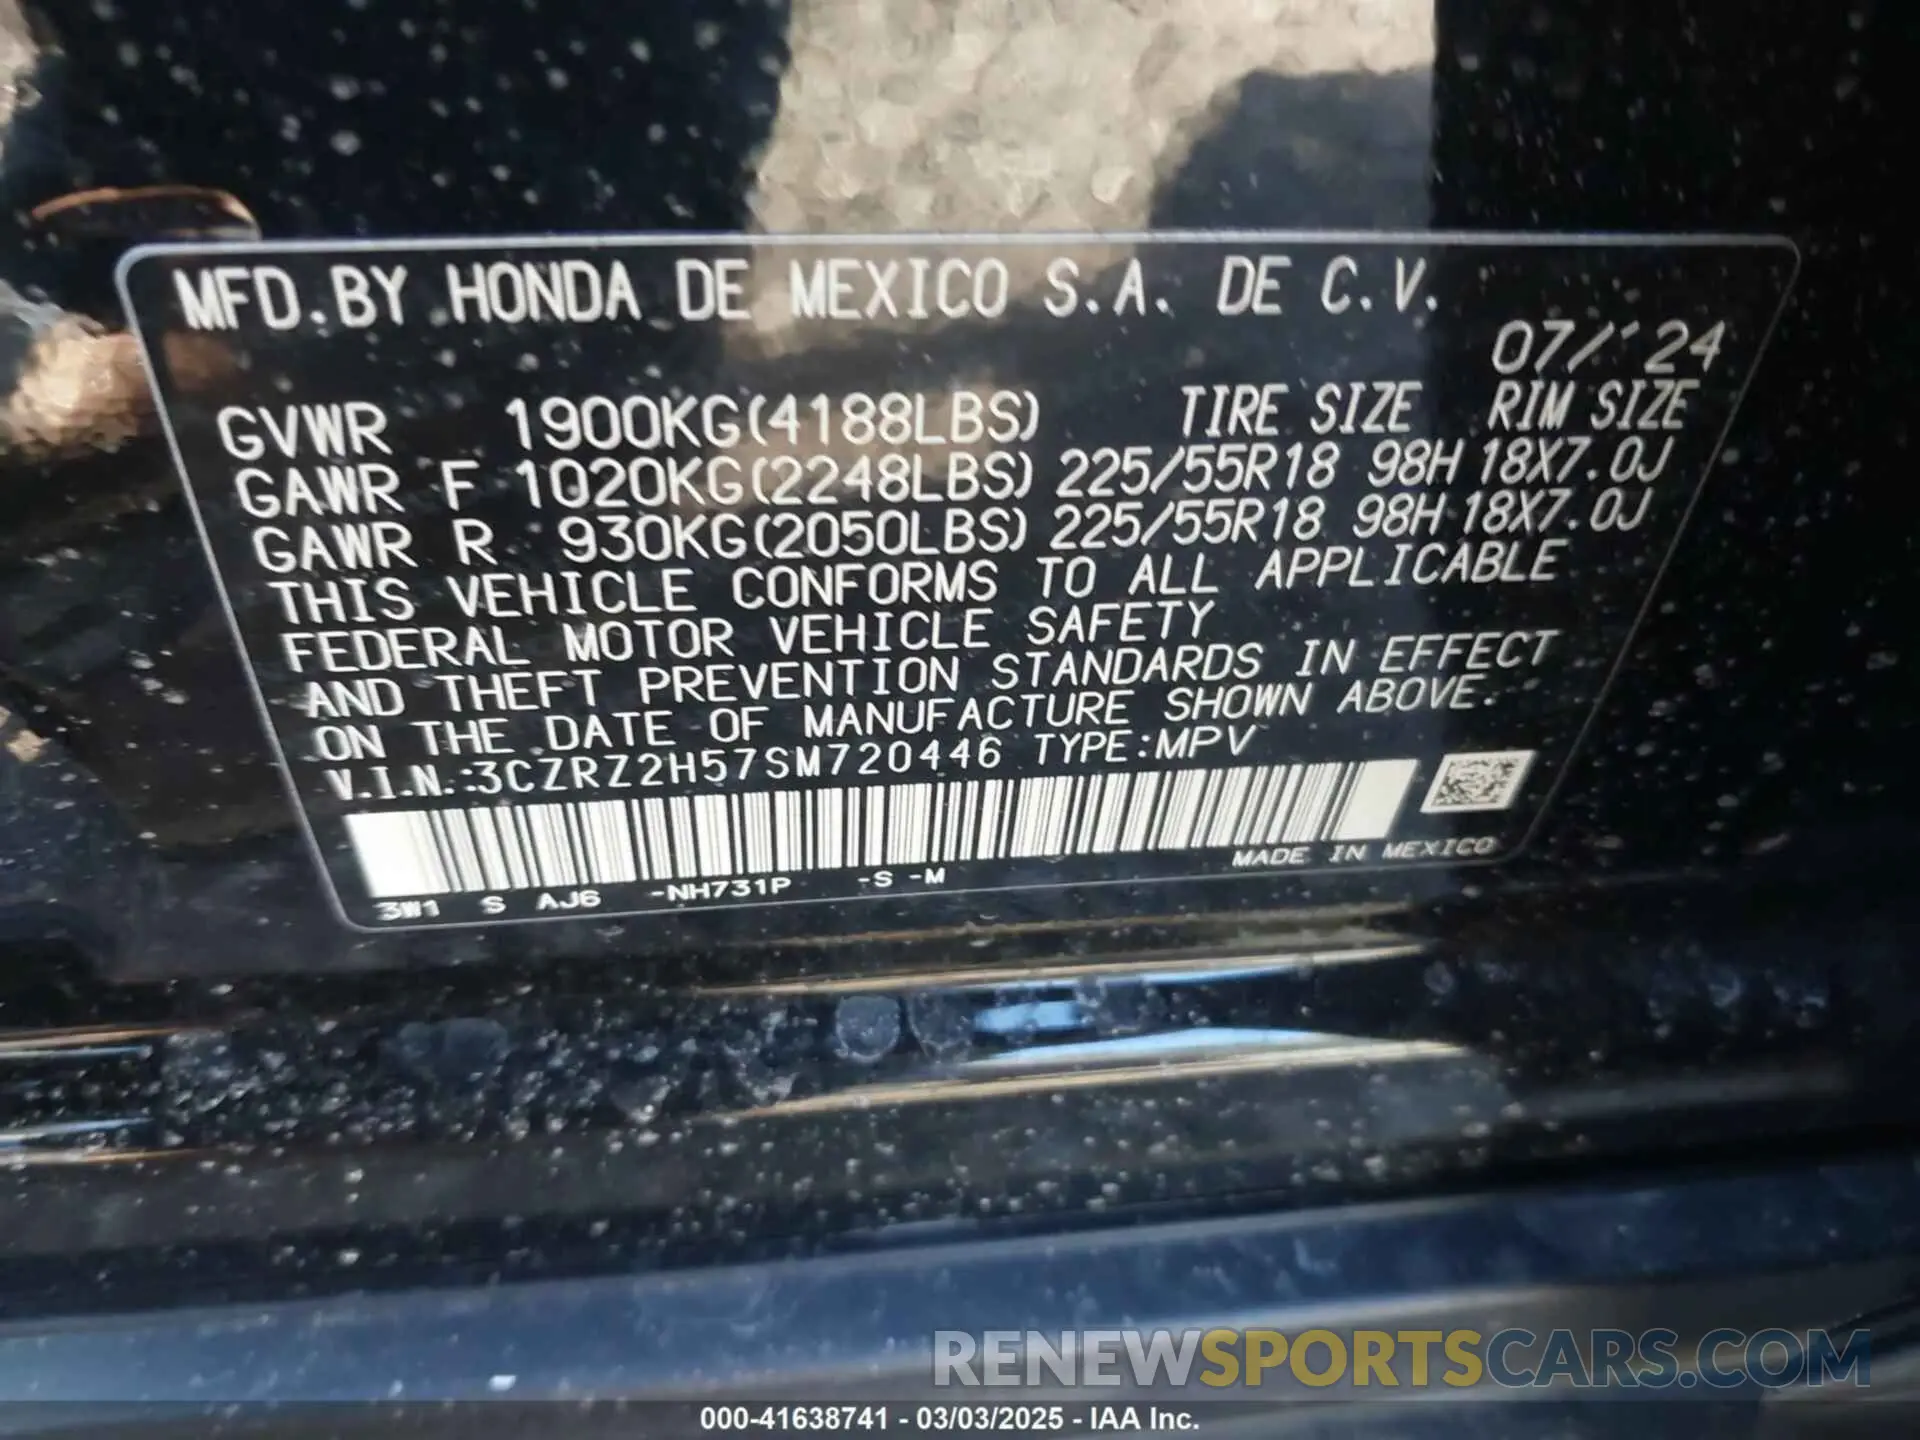 MFD.BY HONDA DE MEXICO S.A. DE C.V.
07/'24
GVWR 1900KG(4188LBS) TIRE SIZE RIM SIZE
GAWR F 1020KG(2248LBS) 225/55R18 98H 18X7.0J
GAWR R 930KG(2050LBS) 225/55R18 98H 18X7.0J
THIS VEHICLE CONFORMS TO ALL APPLICABLE
FEDERAL MOTOR VEHICLE SAFETY
AND THEFT PREVENTION STANDARDS IN EFFECT
ON THE DATE OF MANUFACTURE SHOWN ABOVE.
V.I.N.:3CZRZ2H57SM720446 TYPE:MPV
MADE IN MEXICO
3W1 S AJ6 -NH731P -S -M
RENEWSPORTSCARS.COM
000-41638741 - 03/03/2025 - IAA Inc.